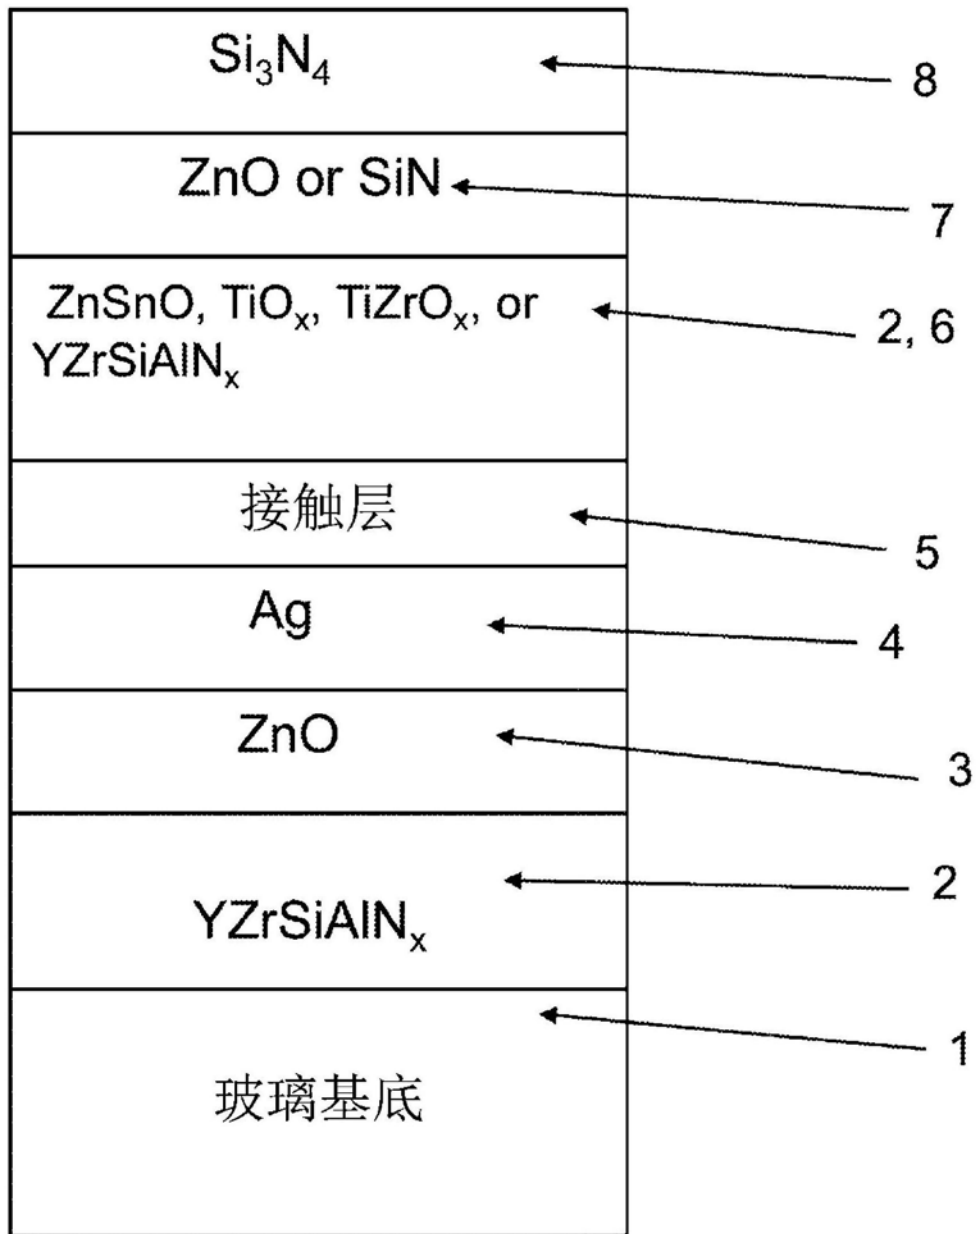 Si₃N₄
8
ZnO or SiN
7
ZnSnO, TiOₓ, TiZrOₓ, or
YZrSiAlNₓ
2, 6
接触层
5
Ag
4
ZnO
3
2
YZrSiAlNₓ
1
玻璃基底